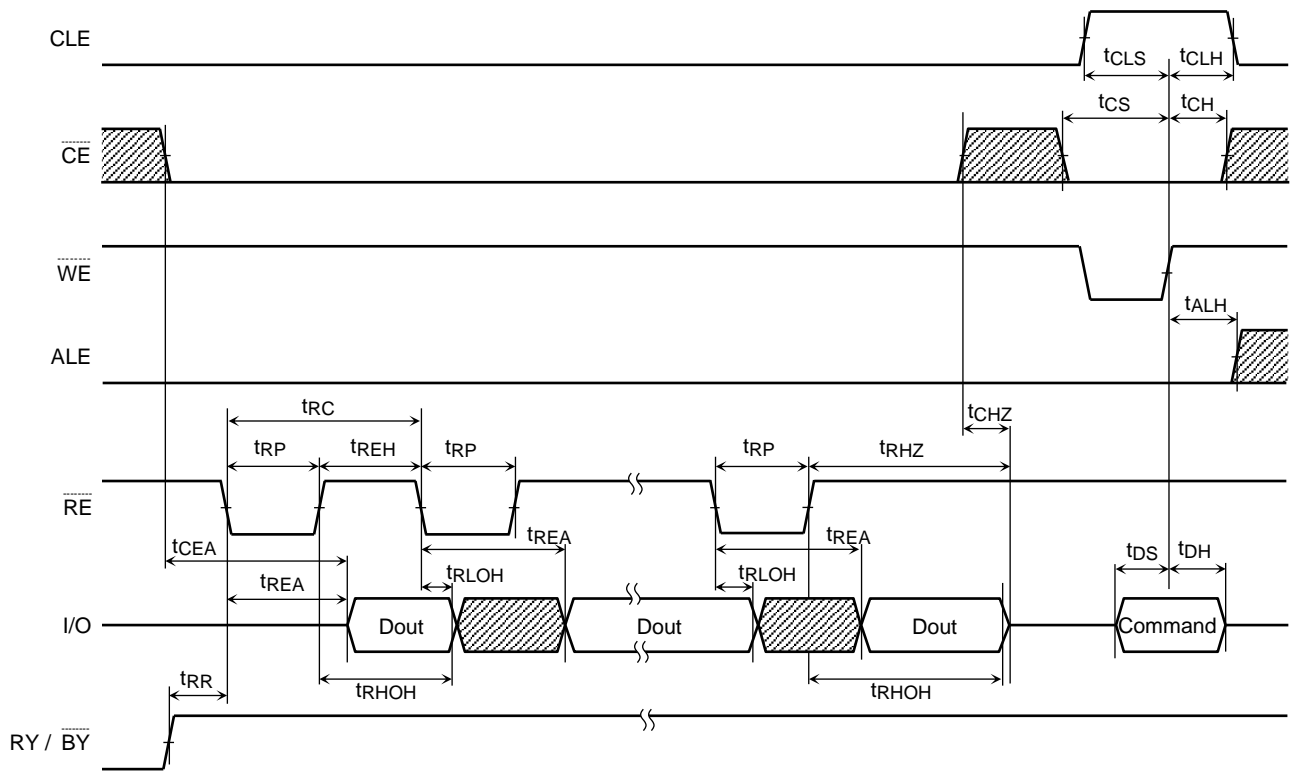 CLE
tCLS
tCLH
CE
tCS
tCH
WE
tALH
ALE
tRC
tCHZ
tRP
tREH
tRP
tRP
tRHZ
RE
tCEA
tREA
tREA
tDS
tDH
tREA
tRLOH
tRLOH
I/O
Dout
Dout
Dout
Command
tRR
tRHOH
tRHOH
RY / BY